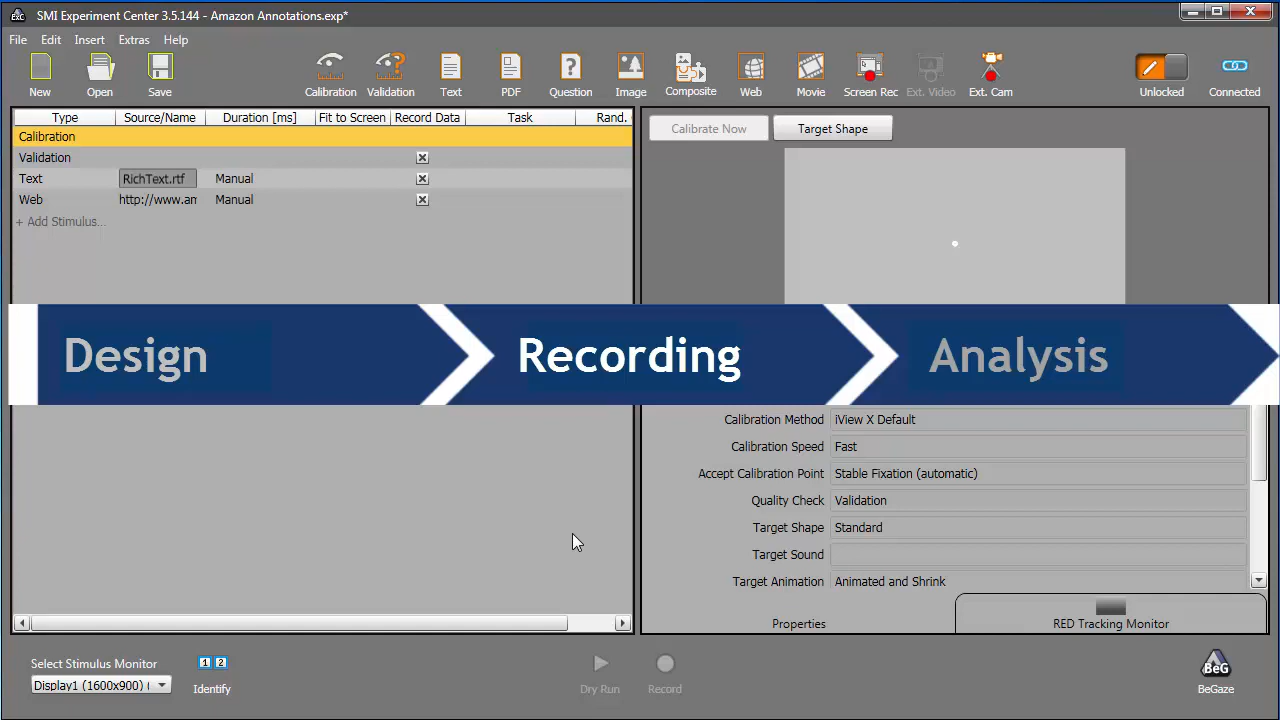 EXC SMI Experiment Center 3.5.144 - Amazon Annotations.exp*
File Edit Insert Extras Help
New Open Save Calibration Validation Text PDF Question Image Composite Web Movie Screen Rec Ext. Video Ext. Cam Unlocked Connected
Type Source/Name Duration [ms] Fit to Screen Record Data Task Rand.
Calibration
Validation
Text RichText.rtf Manual
Web http://www.am Manual
+ Add Stimulus...
Calibrate Now Target Shape
Design Recording Analysis
Calibration Method iView X Default
Calibration Speed Fast
Accept Calibration Point Stable Fixation (automatic)
Quality Check Validation
Target Shape Standard
Target Sound
Target Animation Animated and Shrink
Properties RED Tracking Monitor
Select Stimulus Monitor
Display1 (1600x900) (
1 2
Identify
Dry Run Record
BeG
BeGaze